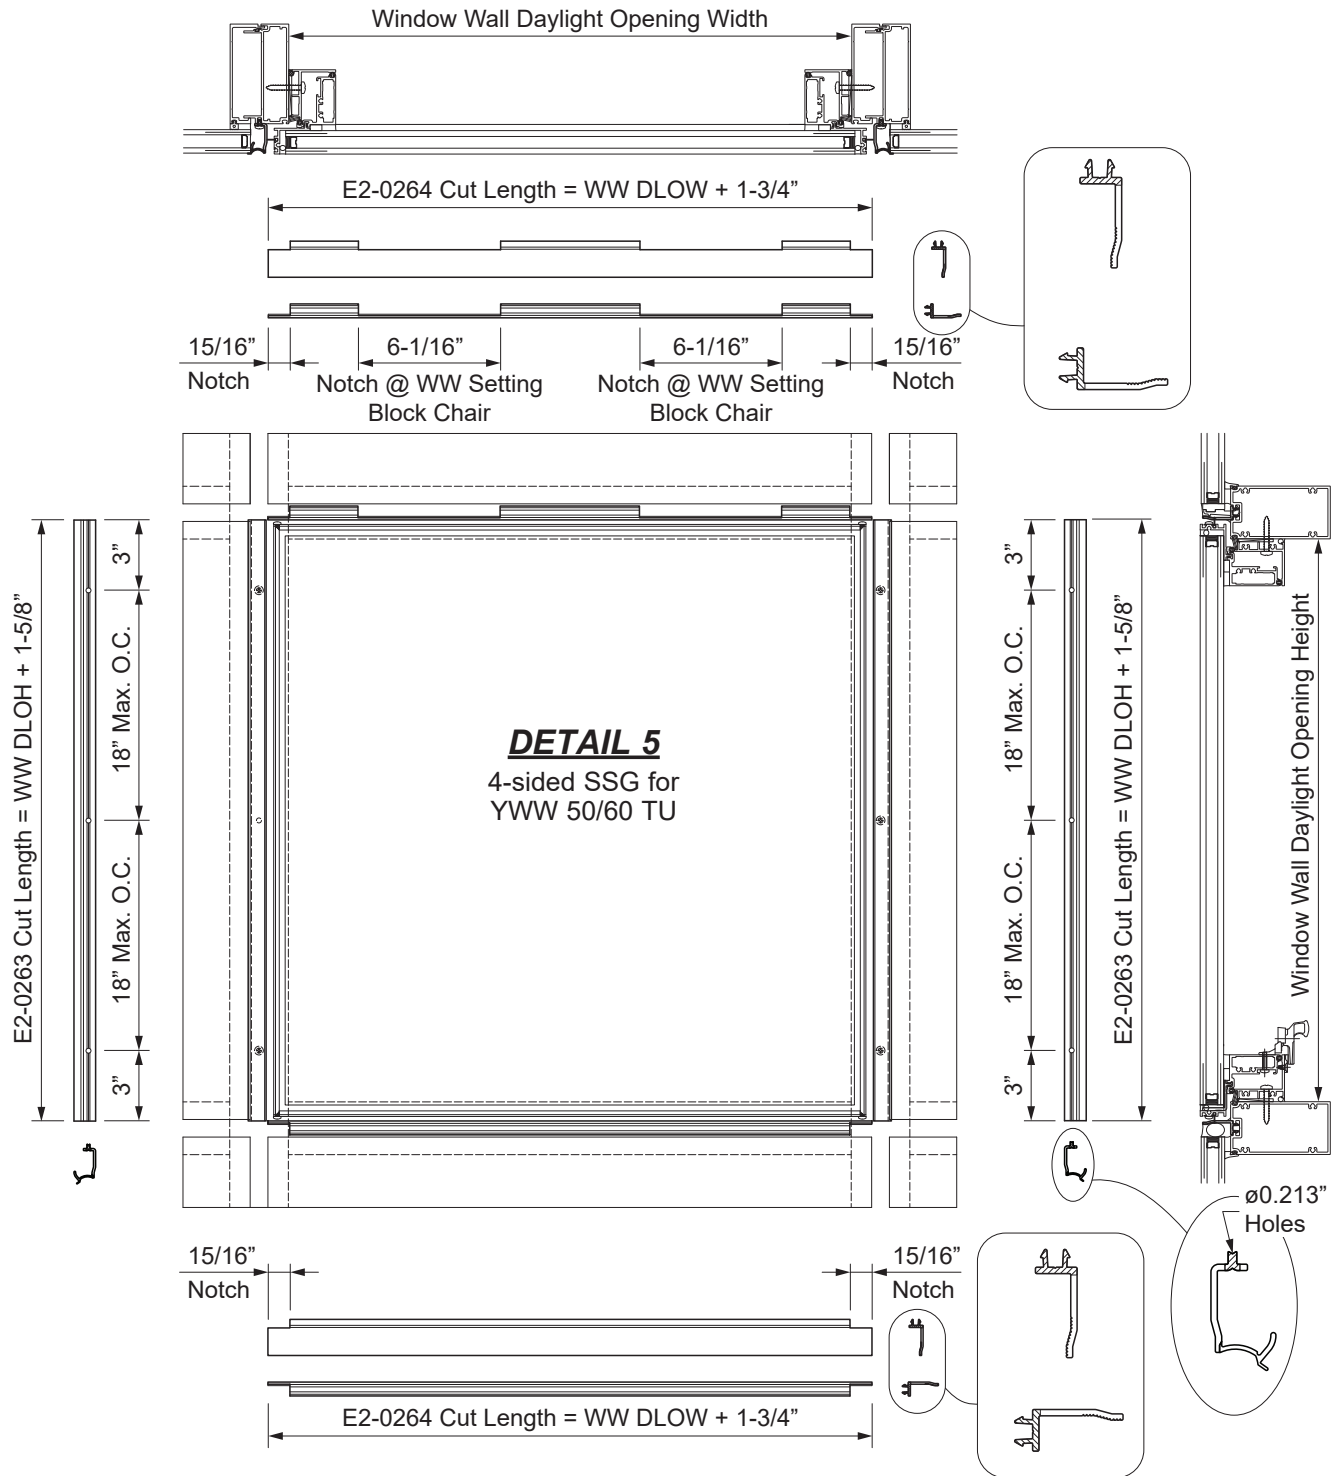 Window Wall Daylight Opening Width
E2-0264 Cut Length = WW DLOW + 1-3/4”
15/16”
Notch
6-1/16”
Notch @ WW Setting
Block Chair
6-1/16”
Notch @ WW Setting
Block Chair
15/16”
Notch
E2-0263 Cut Length = WW DLOH + 1-5/8”
3”
18” Max. O.C.
18” Max. O.C.
3”
DETAIL 5
4-sided SSG for
YWW 50/60 TU
3”
18” Max. O.C.
18” Max. O.C.
3”
E2-0263 Cut Length = WW DLOH + 1-5/8”
Window Wall Daylight Opening Height
ø0.213”
Holes
15/16”
Notch
15/16”
Notch
E2-0264 Cut Length = WW DLOW + 1-3/4”